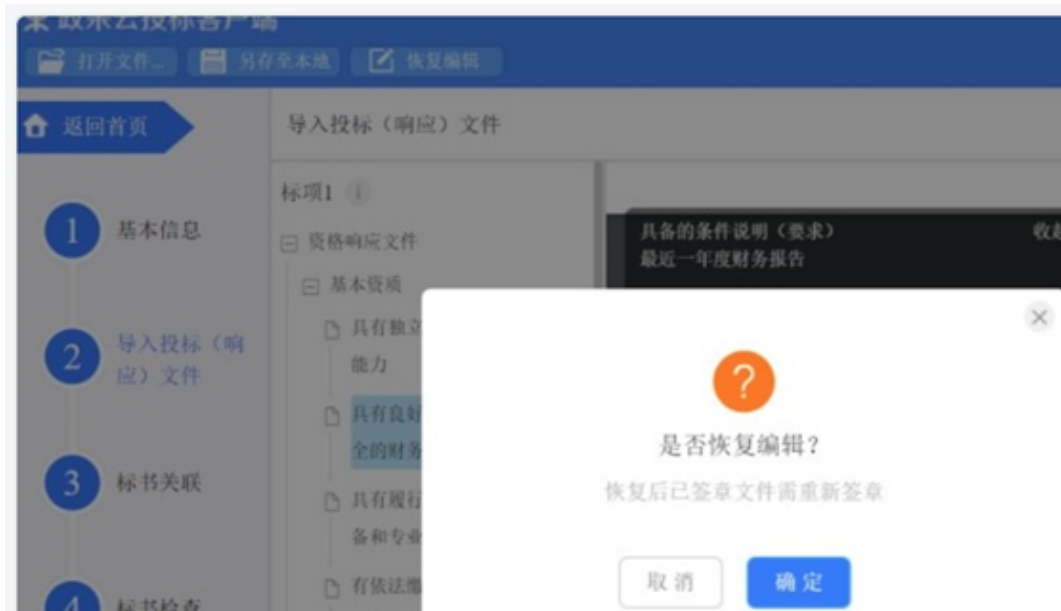 政采云投标客户端
打开文件...
另存至本地
恢复编辑
返回首页
导入投标（响应）文件
标项1
1
基本信息
资格响应文件
具备的条件说明（要求）
最近一年度财务报告
基本资质
具有独立
能力
2
导入投标（响
应）文件
具有良好
全的财务
?
是否恢复编辑？
恢复后已签章文件需重新签章
3
标书关联
具有履行
备和专业
取消
确定
有依法缴
4
标书检查